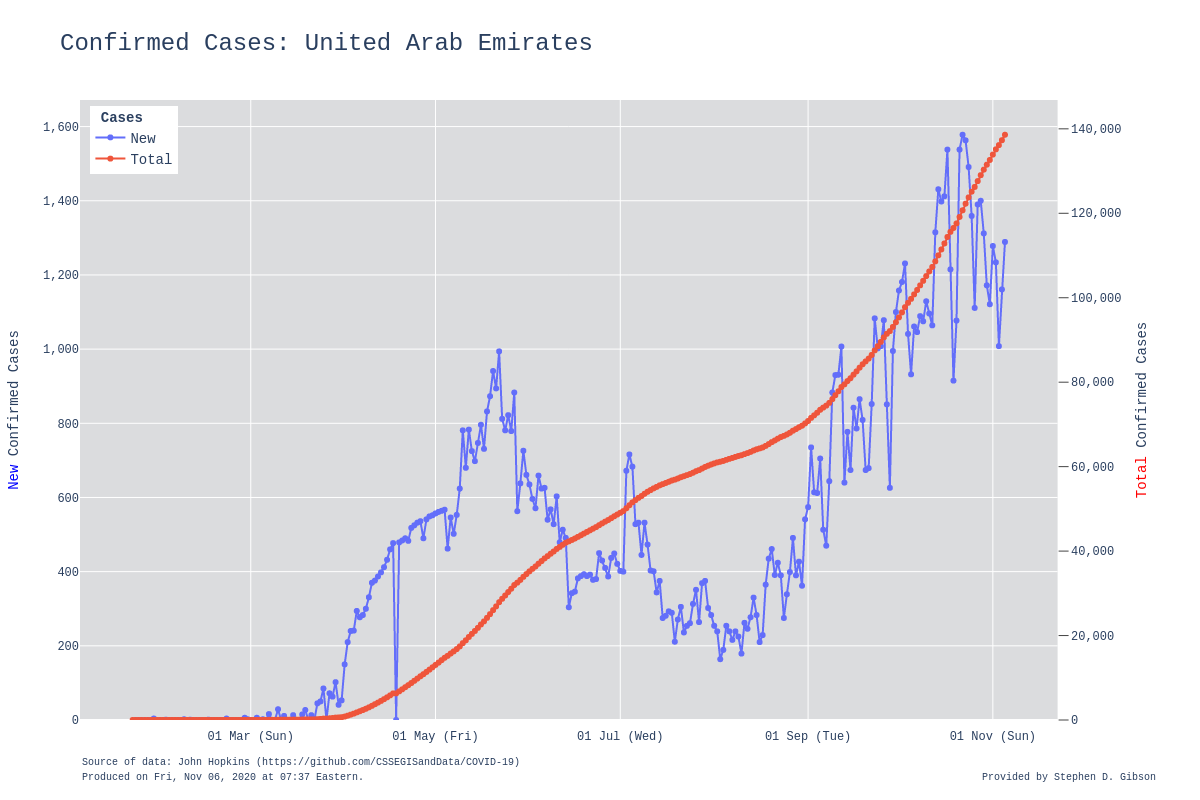 Confirmed Cases: United Arab Emirates
Cases
New
Total
1,600
1,400
1,200
1,000
800
600
400
200
0
140,000
120,000
100,000
80,000
60,000
40,000
20,000
0
New Confirmed Cases
Total Confirmed Cases
01 Mar (Sun)
01 May (Fri)
01 Jul (Wed)
01 Sep (Tue)
01 Nov (Sun)
Source of data: John Hopkins (https://github.com/CSSEGISandData/COVID-19)
Produced on Fri, Nov 06, 2020 at 07:37 Eastern.
Provided by Stephen D. Gibson